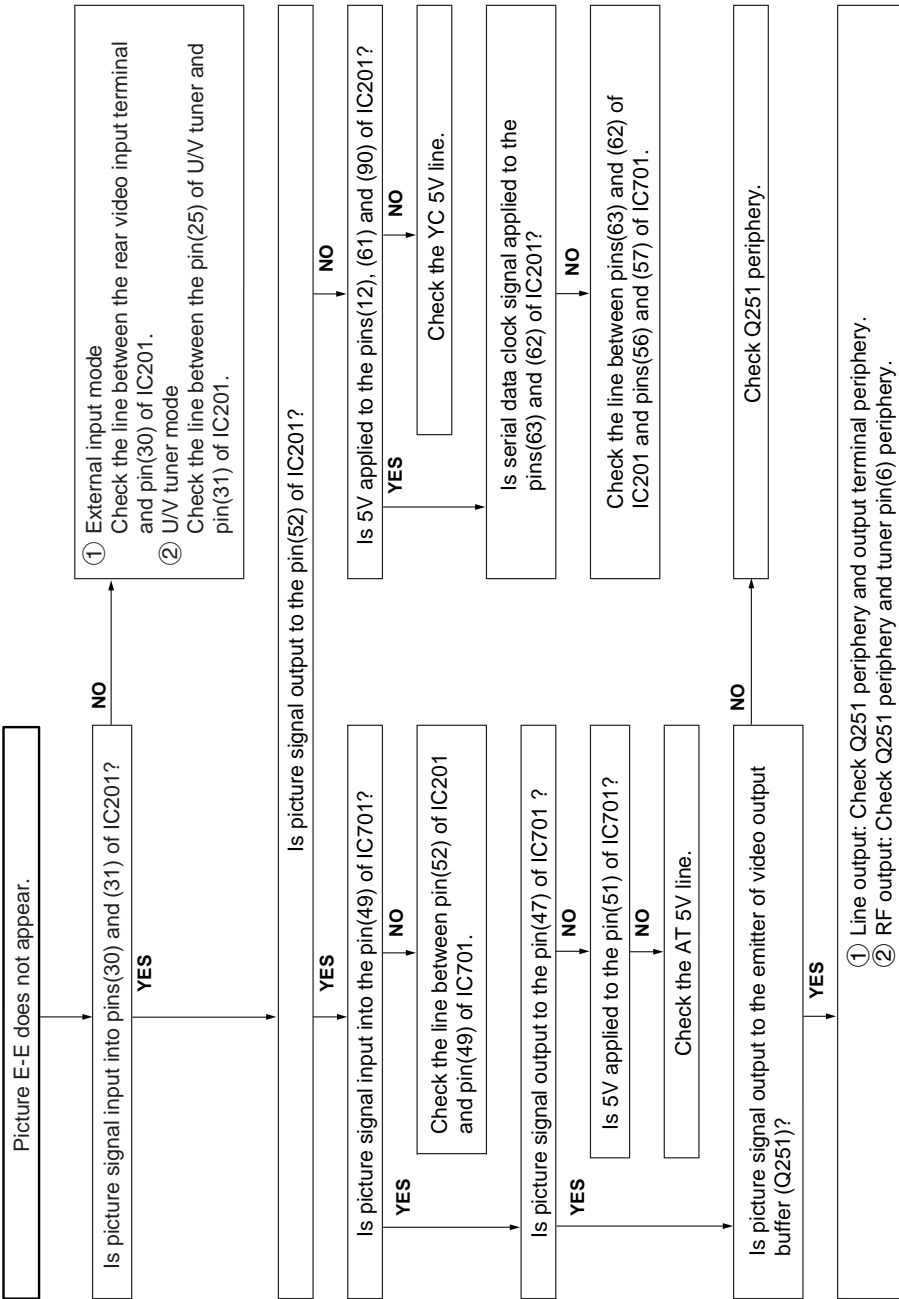 Picture E-E does not appear.
Is picture signal input into pins(30) and (31) of IC201?
NO
① External input mode
Check the line between the rear video input terminal
and pin(30) of IC201.
② U/V tuner mode
Check the line between the pin(25) of U/V tuner and
pin(31) of IC201.
YES
Is picture signal output to the pin(52) of IC201?
YES
NO
Is picture signal input into the pin(49) of IC701?
YES
NO
Check the line between pin(52) of IC201
and pin(49) of IC701.
Is 5V applied to the pins(12), (61) and (90) of IC201?
YES
NO
Check the YC 5V line.
Is serial data clock signal applied to the
pins(63) and (62) of IC201?
NO
Check the line between pins(63) and (62) of
IC201 and pins(56) and (57) of IC701.
Is picture signal output to the pin(47) of IC701 ?
YES
NO
Is 5V applied to the pin(51) of IC701?
NO
Check the AT 5V line.
Is picture signal output to the emitter of video output
buffer (Q251)?
NO
Check Q251 periphery.
YES
① Line output: Check Q251 periphery and output terminal periphery.
② RF output: Check Q251 periphery and tuner pin(6) periphery.